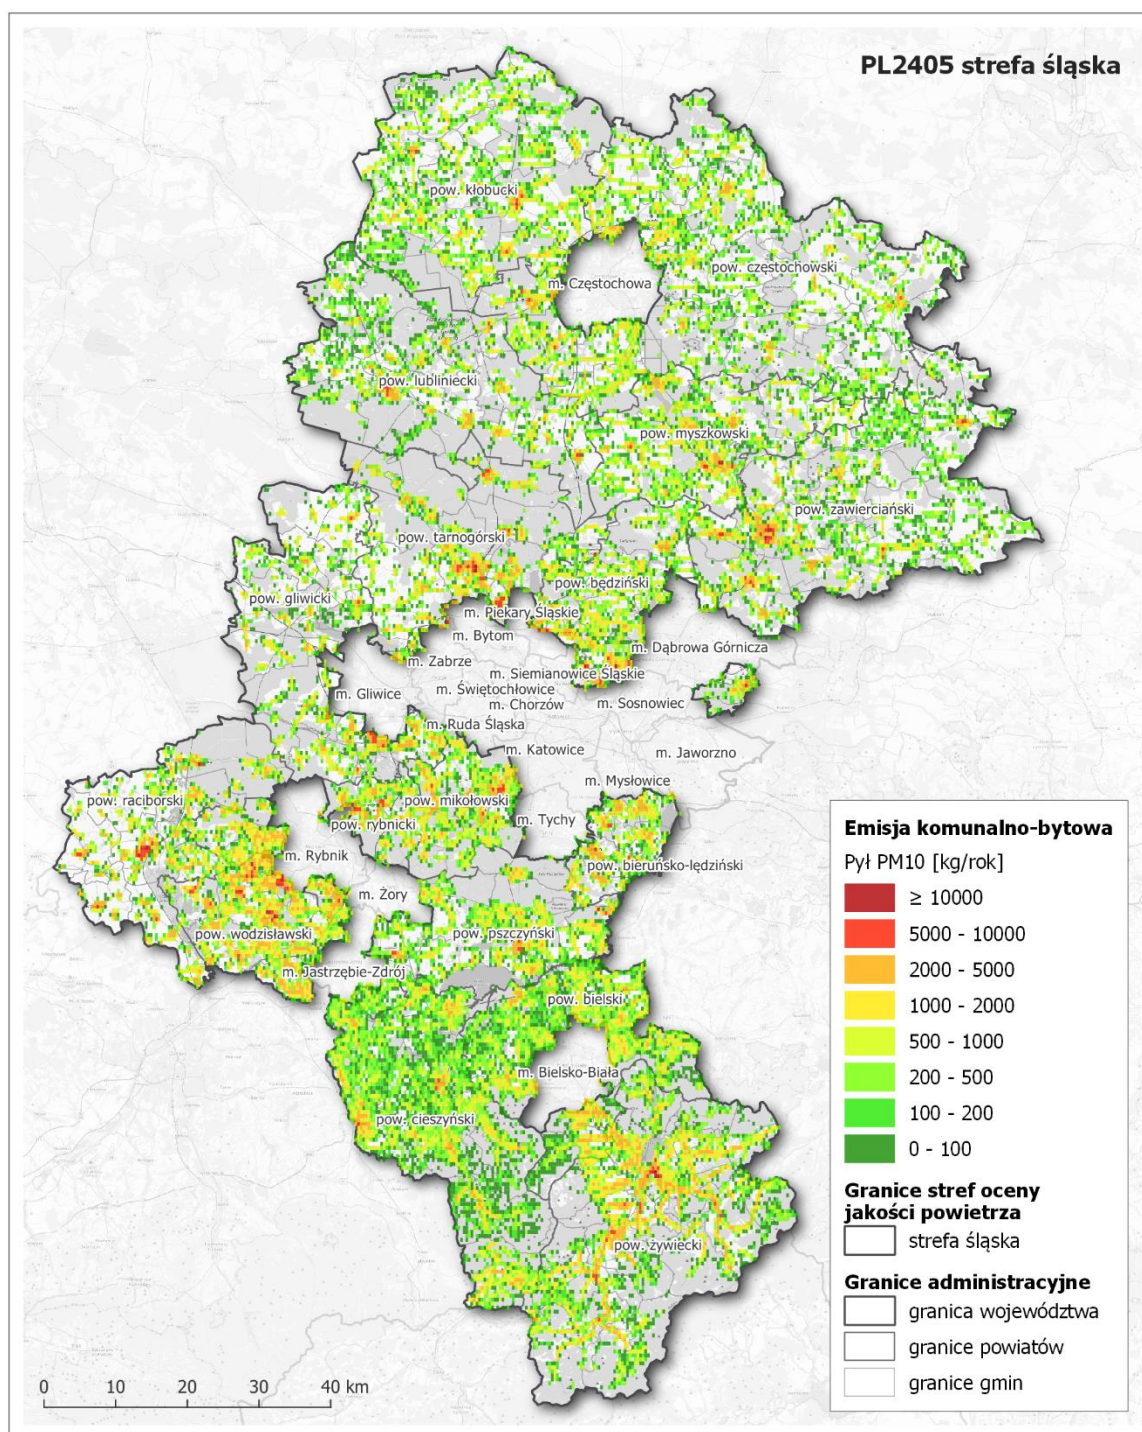 PL2405 strefa śląska
pow. kłobucki
pow. częstochowski
m. Częstochowa
pow. lubliniecki
pow. myszkowski
pow. zawierciański
pow. tarnogórski
pow. będziński
pow. gliwicki
m. Piekary Śląskie
m. Bytom
m. Dąbrowa Górnicza
m. Zabrze
m. Siemianowice Śląskie
m. Świętochłowice
m. Gliwice
m. Chorzów
m. Sosnowiec
m. Ruda Śląska
m. Katowice
m. Jaworzno
m. Mysłowice
pow. raciborski
pow. mikołowski
m. Tychy
pow. rybnicki
m. Rybnik
pow. bieruńsko-lędziński
m. Żory
pow. wodzisławski
pow. pszczyński
m. Jastrzębie-Zdrój
pow. bielski
m. Bielsko-Biała
pow. cieszyński
pow. żywiecki
Emisja komunalno-bytowa
Pył PM10 [kg/rok]
≥ 10000
5000 - 10000
2000 - 5000
1000 - 2000
500 - 1000
200 - 500
100 - 200
0 - 100
Granice stref oceny
jakości powietrza
strefa śląska
Granice administracyjne
granica województwa
granice powiatów
granice gmin
0 10 20 30 40 km